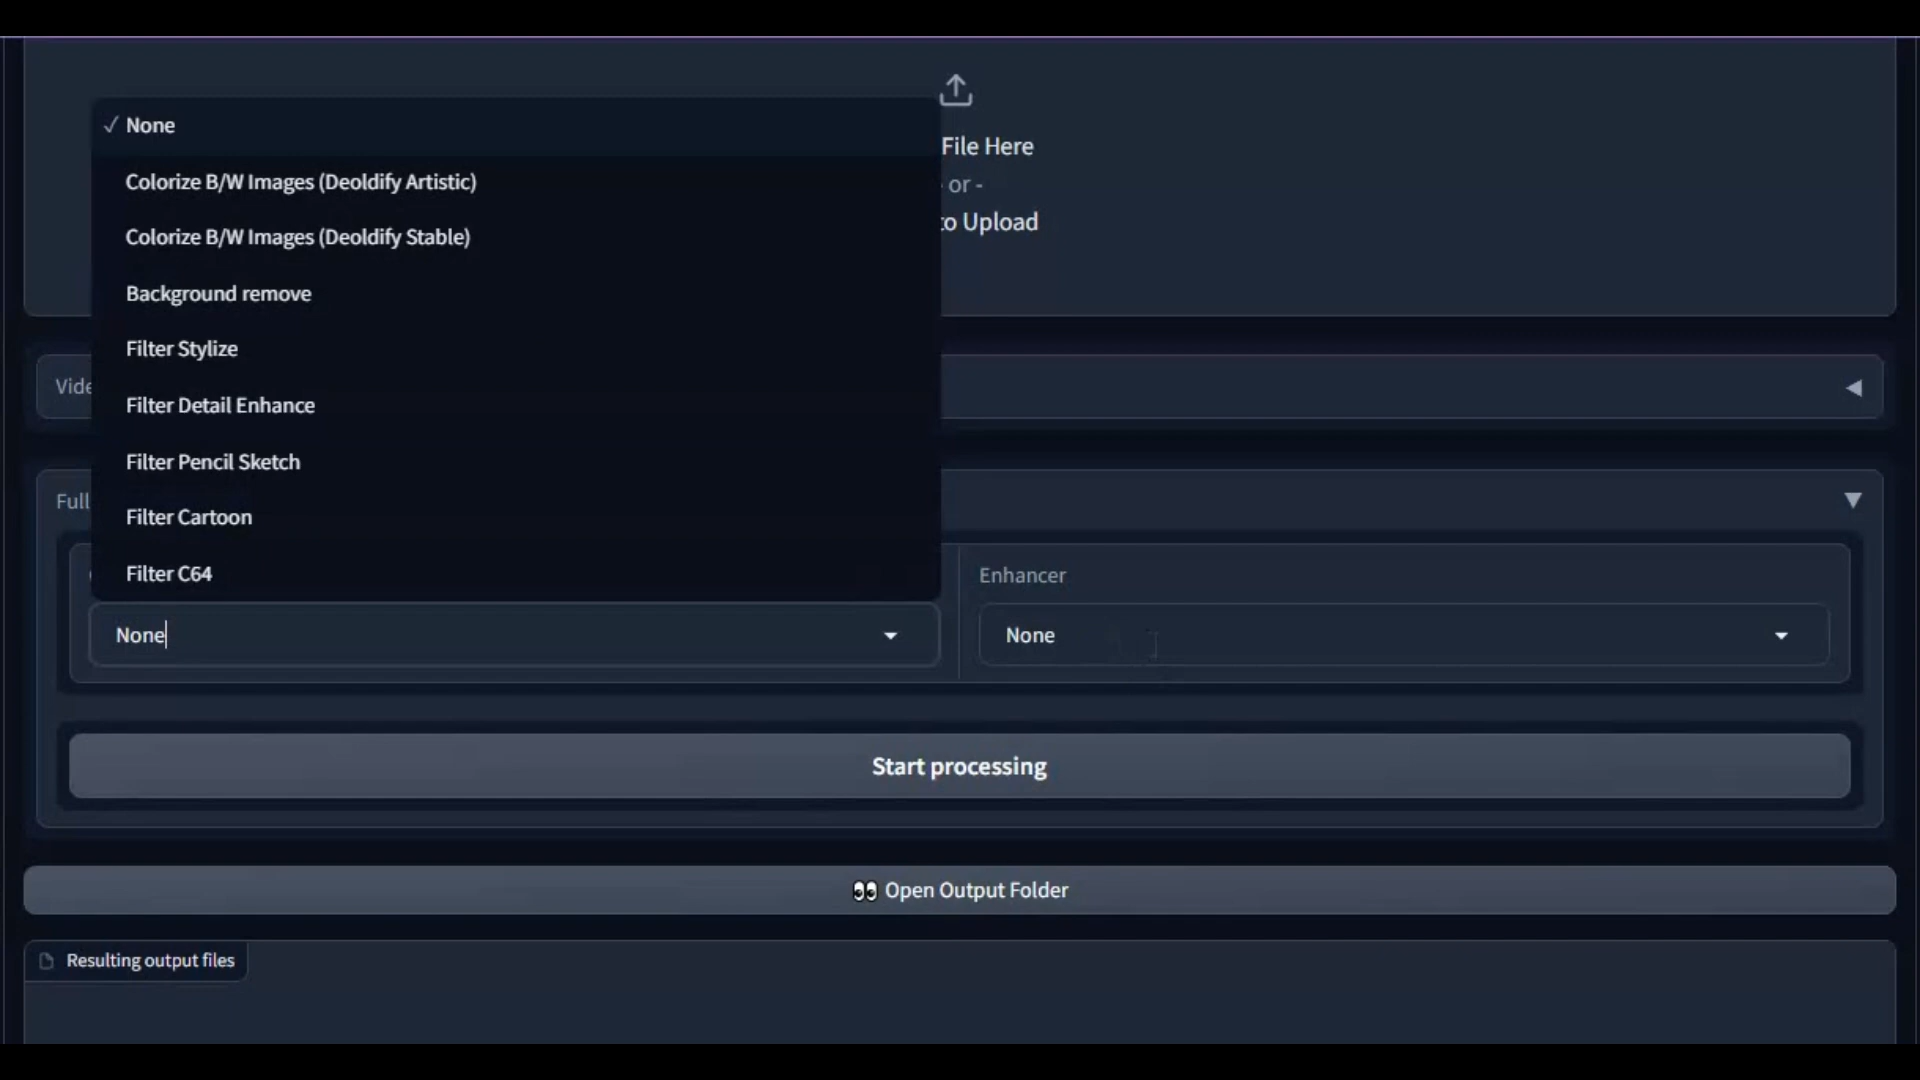 File Here
- or -
to Upload
✓ None
Colorize B/W Images (Deoldify Artistic)
Colorize B/W Images (Deoldify Stable)
Background remove
Filter Stylize
Filter Detail Enhance
Filter Pencil Sketch
Filter Cartoon
Filter C64
Vide
Full
None
Enhancer
None
Start processing
👀 Open Output Folder
Resulting output files